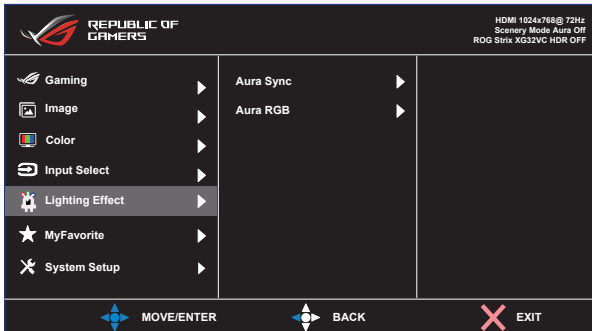 REPUBLIC OF
GAMERS
HDMI 1024x768@ 72Hz
Scenery Mode Aura Off
ROG Strix XG32VC HDR OFF
Gaming
Image
Color
Input Select
Lighting Effect
MyFavorite
System Setup
Aura Sync
Aura RGB
MOVE/ENTER
BACK
EXIT